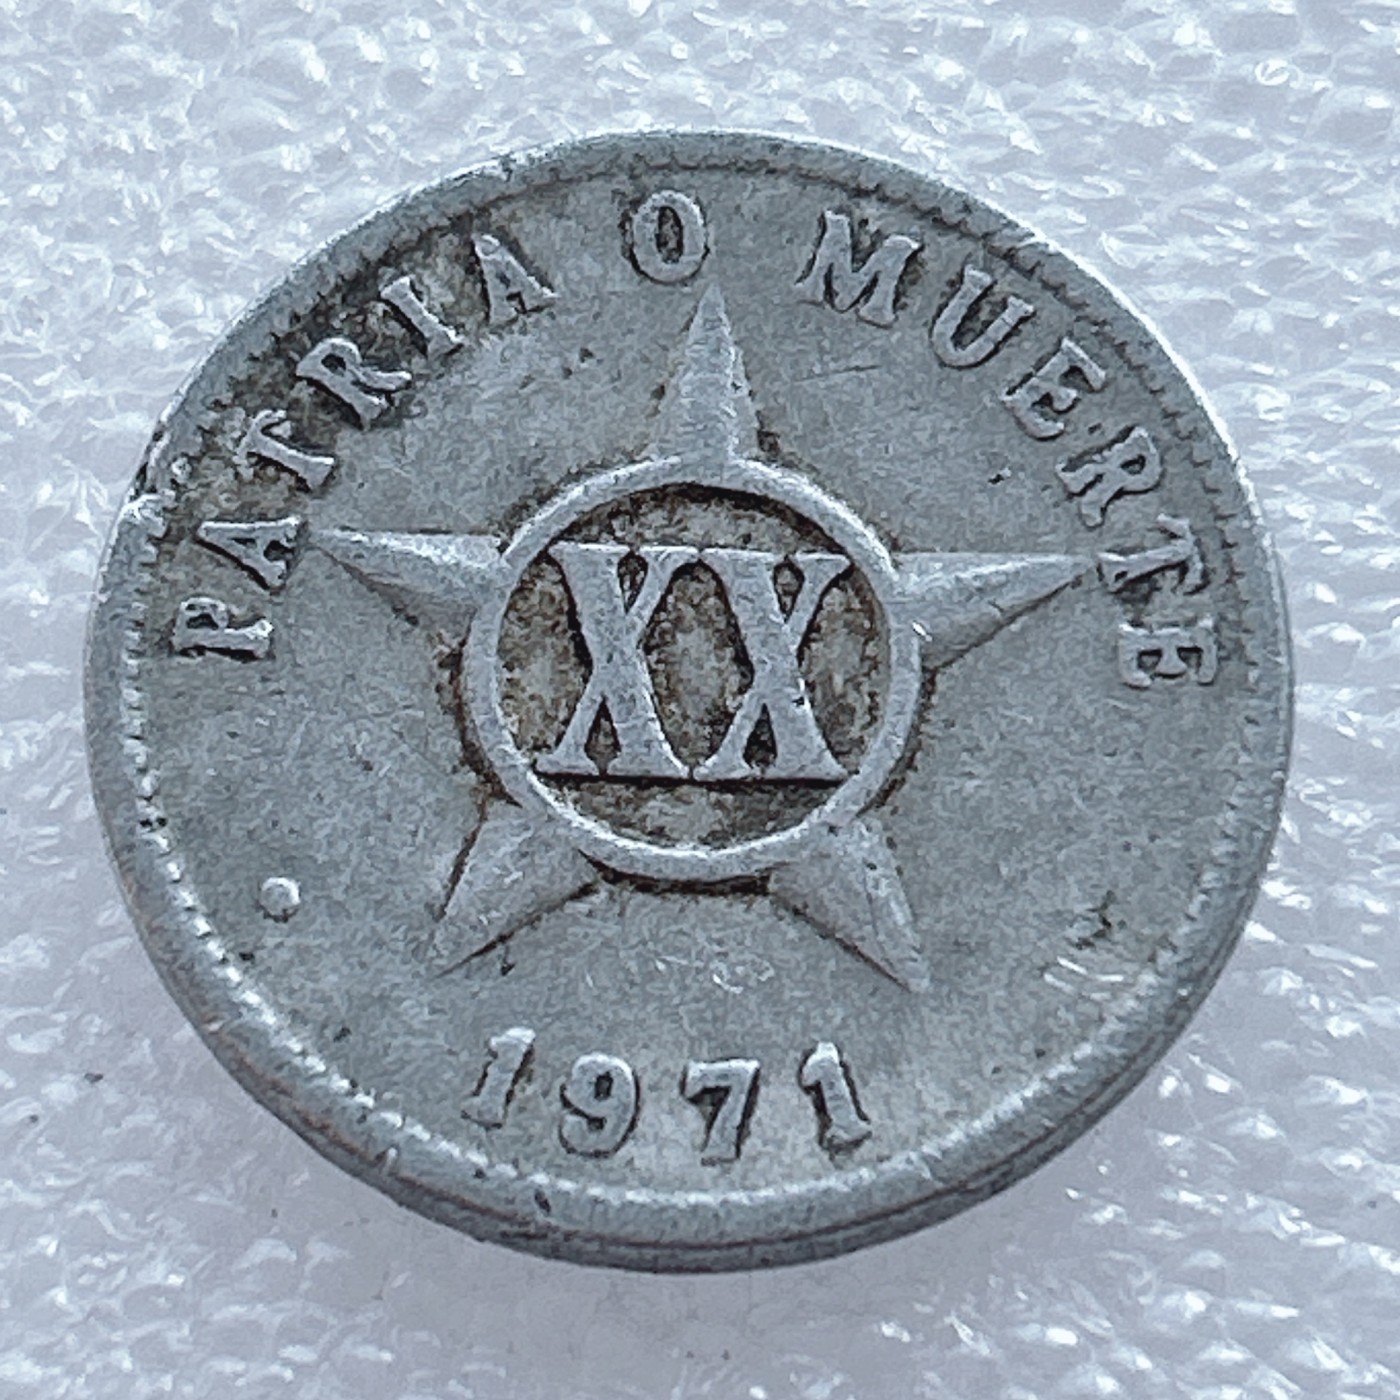 PATRIA O MUERTE
XX
1971